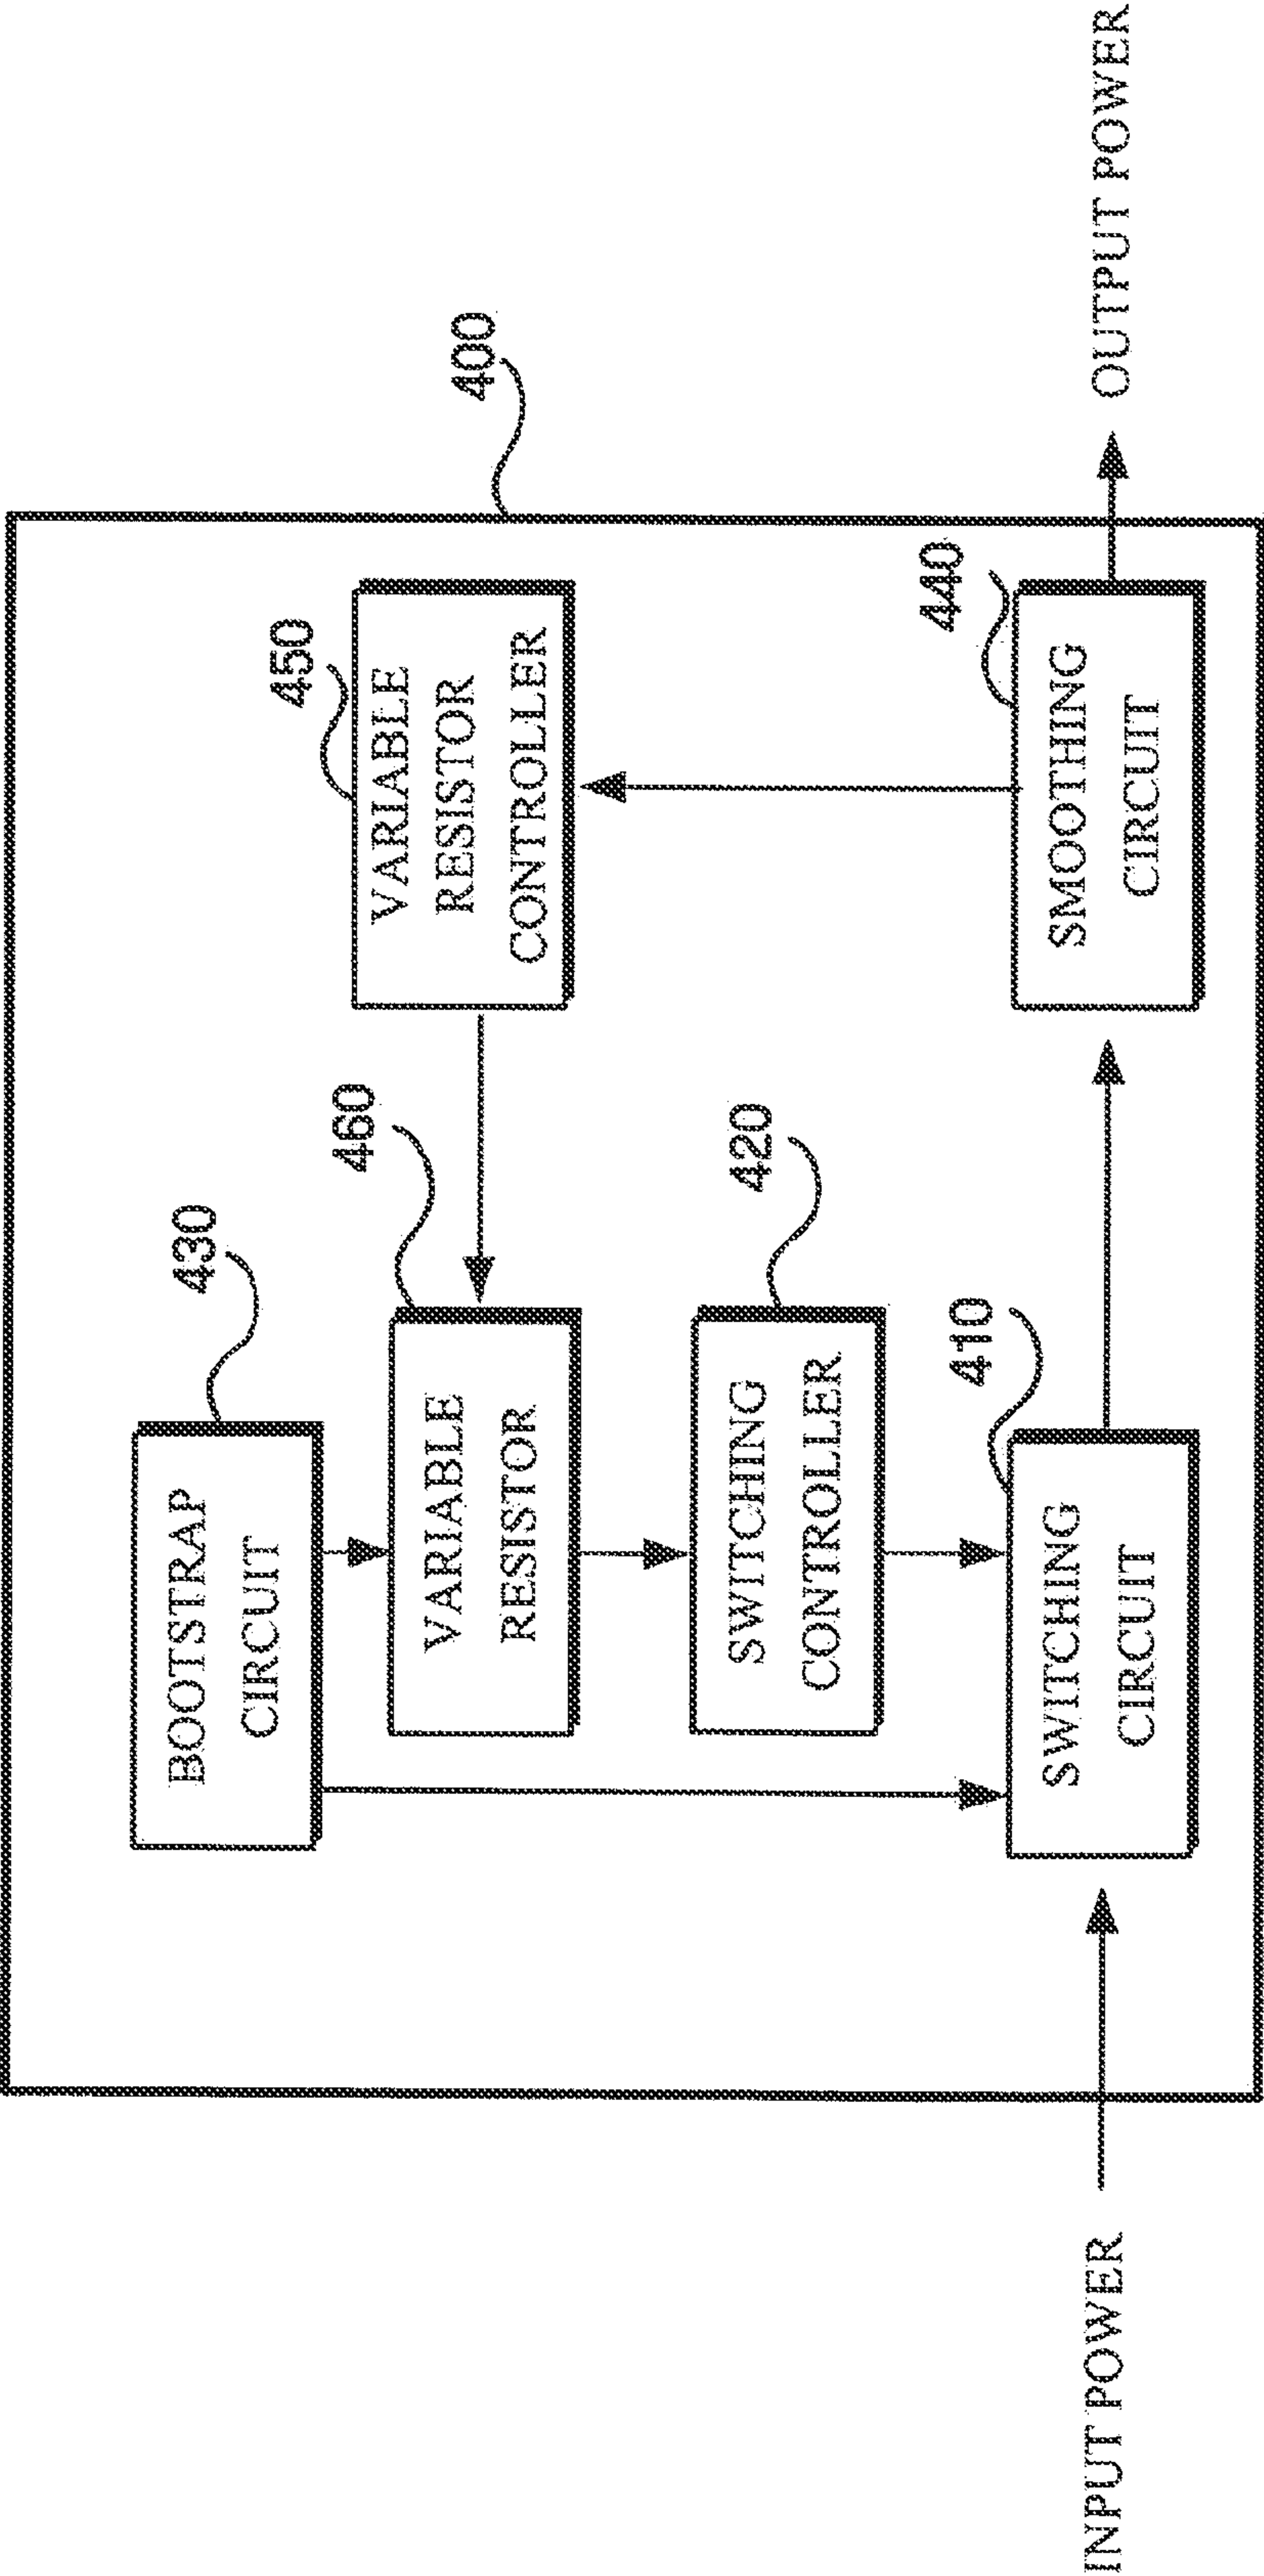 430
BOOTSTRAP
CIRCUIT
450
VARIABLE
RESISTOR
CONTROLLER
400
460
VARIABLE
RESISTOR
420
SWITCHING
CONTROLLER
410
SWITCHING
CIRCUIT
440
SMOOTHING
CIRCUIT
INPUT POWER
OUTPUT POWER